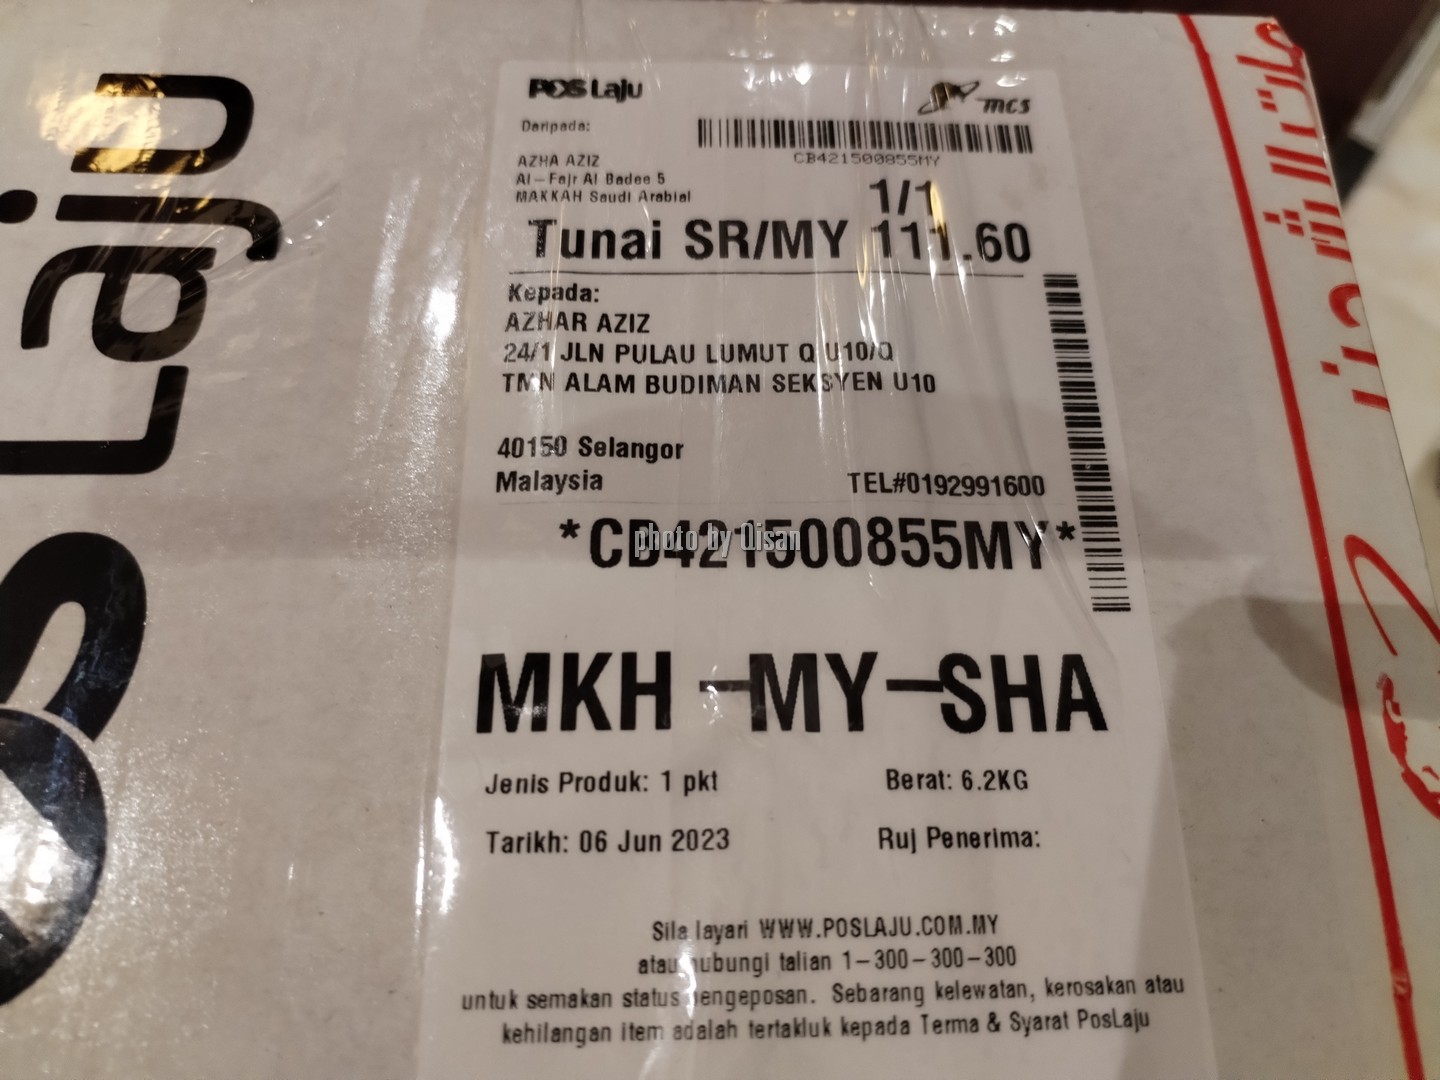 POS Laju
mcs
Daripada:
CB421500855MY
AZHA AZIZ
Al-Fajr Al Badee 5
MAKKAH Saudi Arabial
1/1
Tunai SR/MY 111.60
Kepada:
AZHAR AZIZ
24/1 JLN PULAU LUMUT Q U10/Q
TMN ALAM BUDIMAN SEKSYEN U10
40150 Selangor
Malaysia
TEL#0192991600
*CB421500855MY*
photo by Qisan
MKH-MY-SHA
Jenis Produk: 1 pkt
Berat: 6.2KG
Tarikh: 06 Jun 2023
Ruj Penerima:
Sila layari WWW.POSLAJU.COM.MY
atau hubungi talian 1-300-300-300
untuk semakan status pengeposan. Sebarang kelewatan, kerosakan atau
kehilangan item adalah tertakluk kepada Terma & Syarat PosLaju
Laju